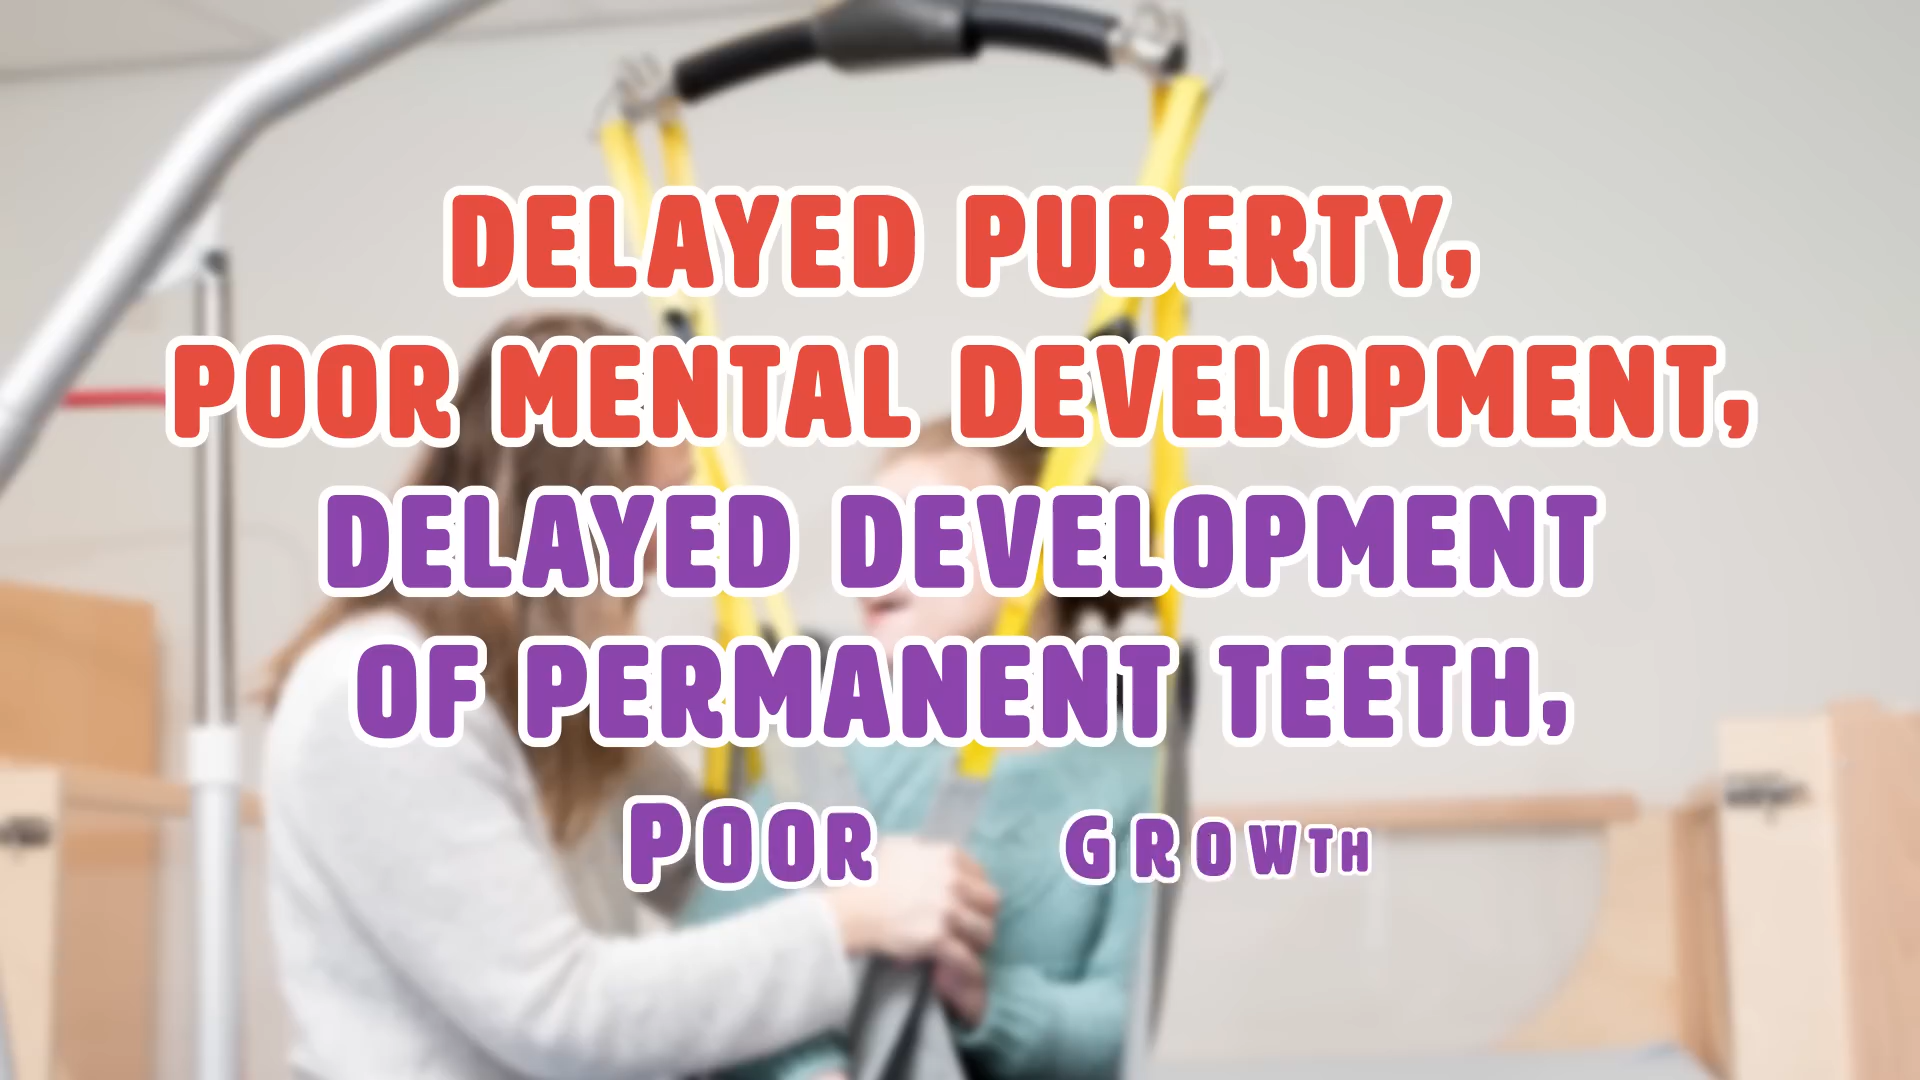 DELAYED PUBERTY,
POOR MENTAL DEVELOPMENT,
DELAYED DEVELOPMENT
OF PERMANENT TEETH,
POOR GROWTH